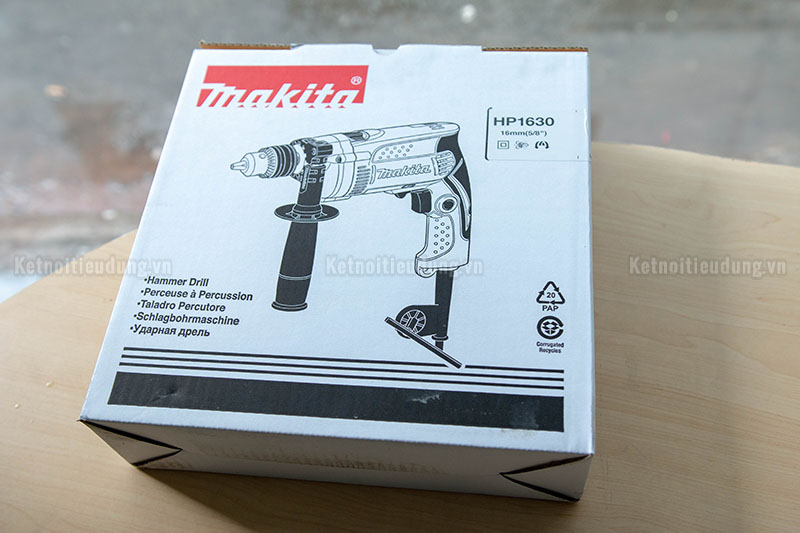 makita®
HP1630
16mm(5/8")
makita
Ketnoitieudung.vn Ketnoitieudung.vn Ketnoitieudung.vn
•Hammer Drill
•Perceuse à Percussion
•Taladro Percutore
•Schlagbohrmaschine
•Ударная дрель
20
PAP
Corrugated
Recycles